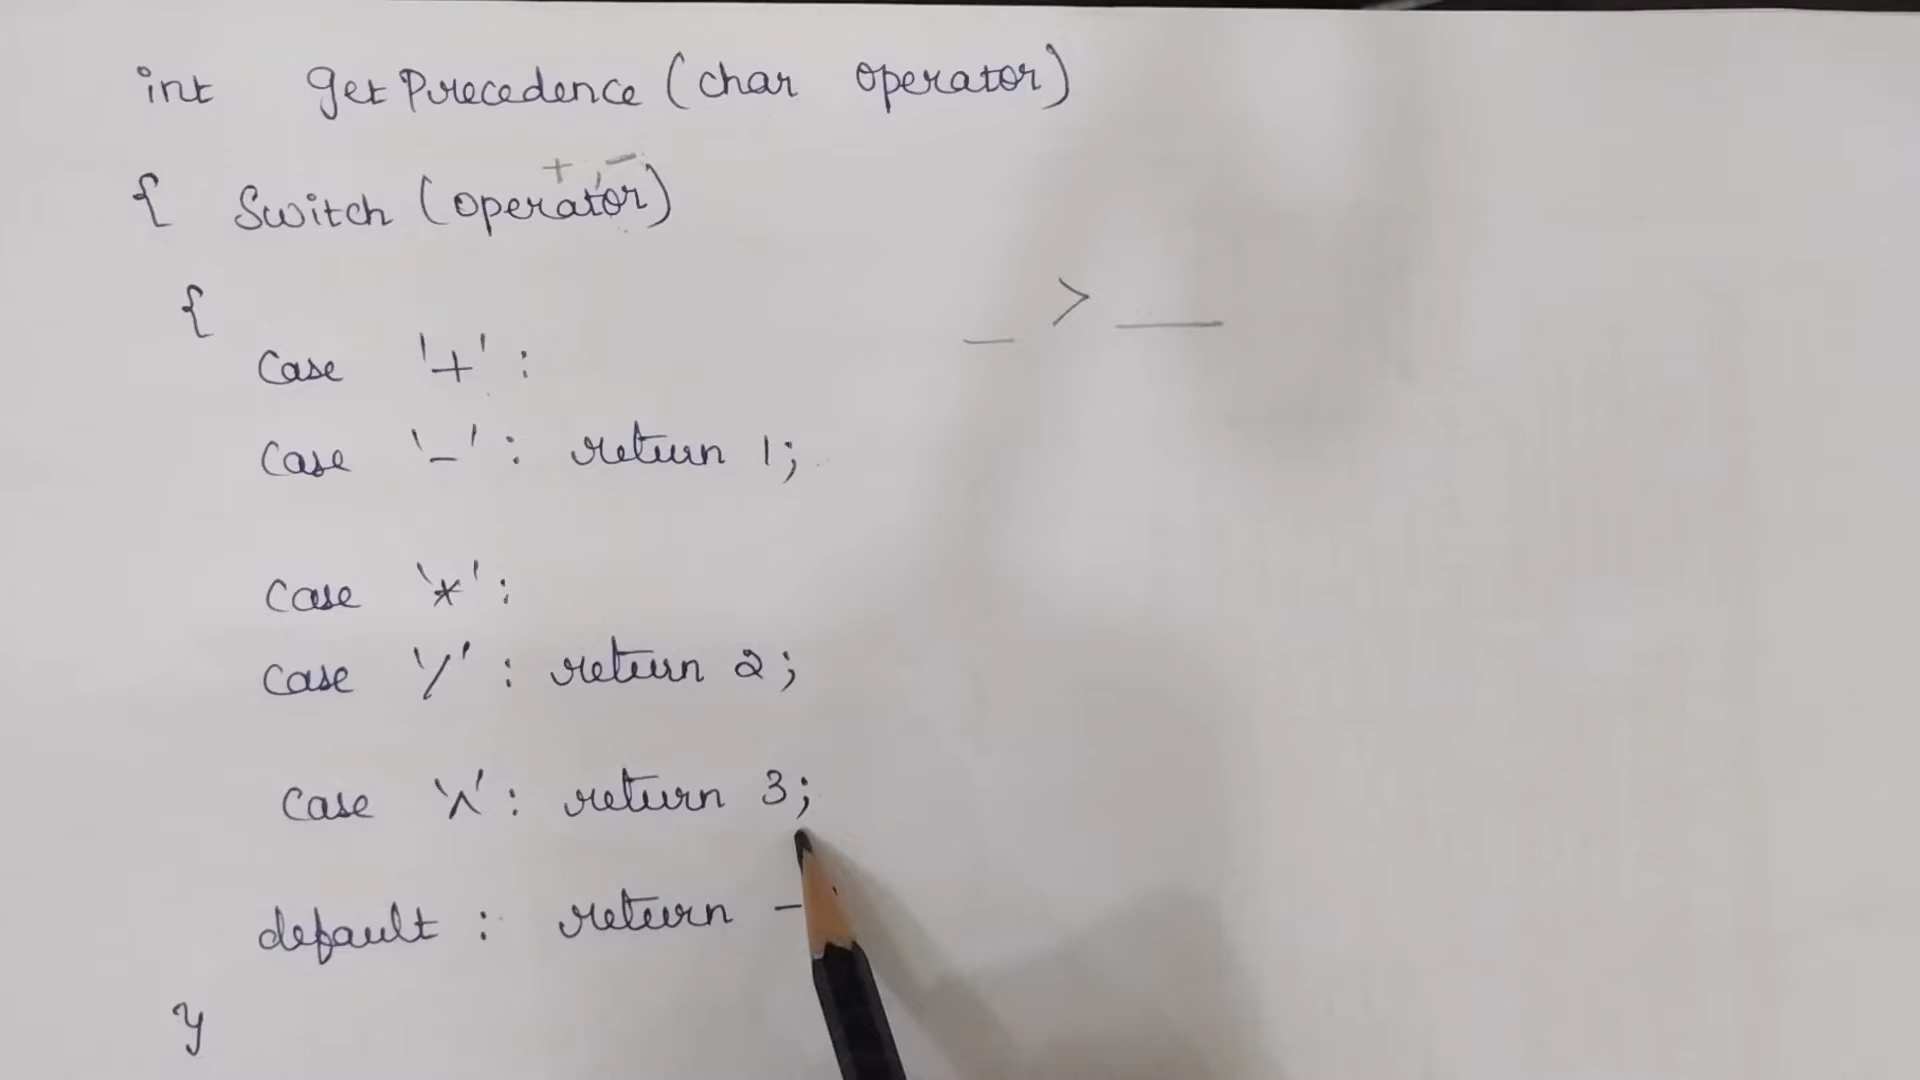 int getPrecedence (char operator)
+ , -
{ Switch (operator)
{
_ > _
Case '+' :
Case '-' : return 1;
Case '*' :
Case '/' : return 2;
Case '^' : return 3;
default : return -
}